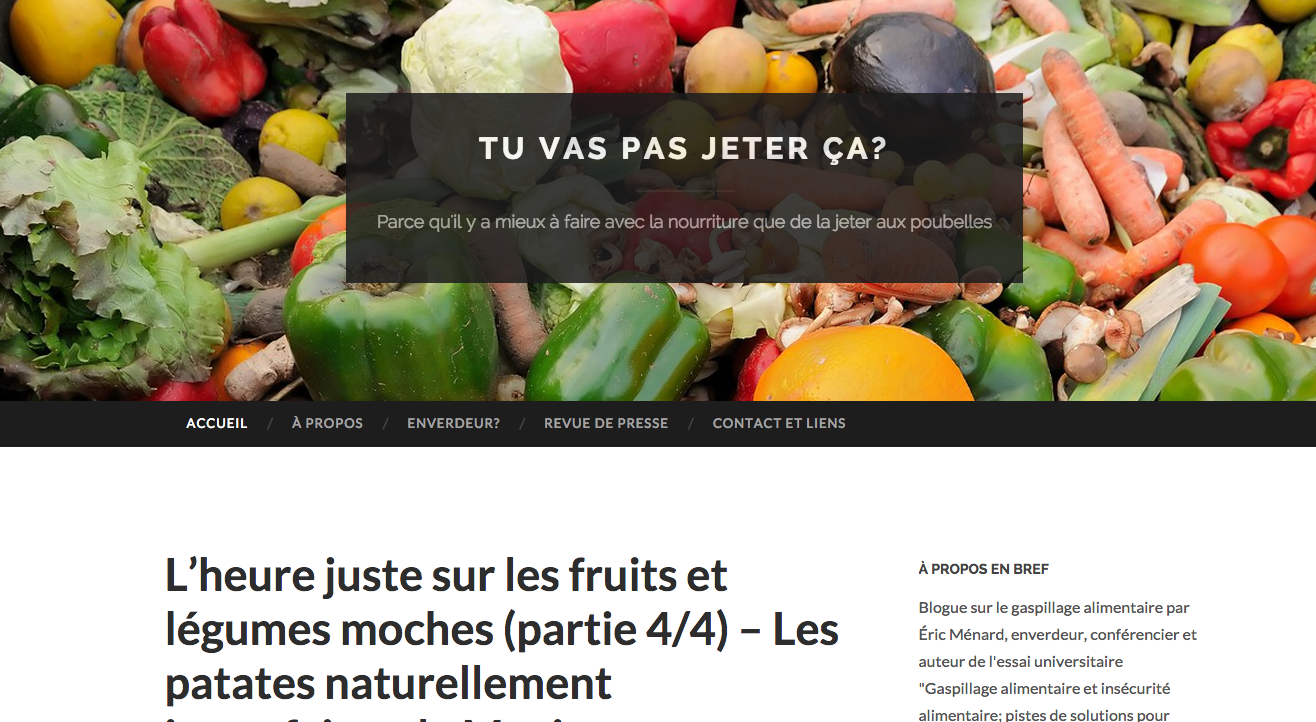 TU VAS PAS JETER ÇA?
Parce qu'il y a mieux à faire avec la nourriture que de la jeter aux poubelles
ACCUEIL / À PROPOS / ENVERDEUR? / REVUE DE PRESSE / CONTACT ET LIENS
L’heure juste sur les fruits et
légumes moches (partie 4/4) – Les
patates naturellement
À PROPOS EN BREF
Blogue sur le gaspillage alimentaire par
Éric Ménard, enverdeur, conférencier et
auteur de l'essai universitaire
"Gaspillage alimentaire et insécurité
alimentaire; pistes de solutions pour